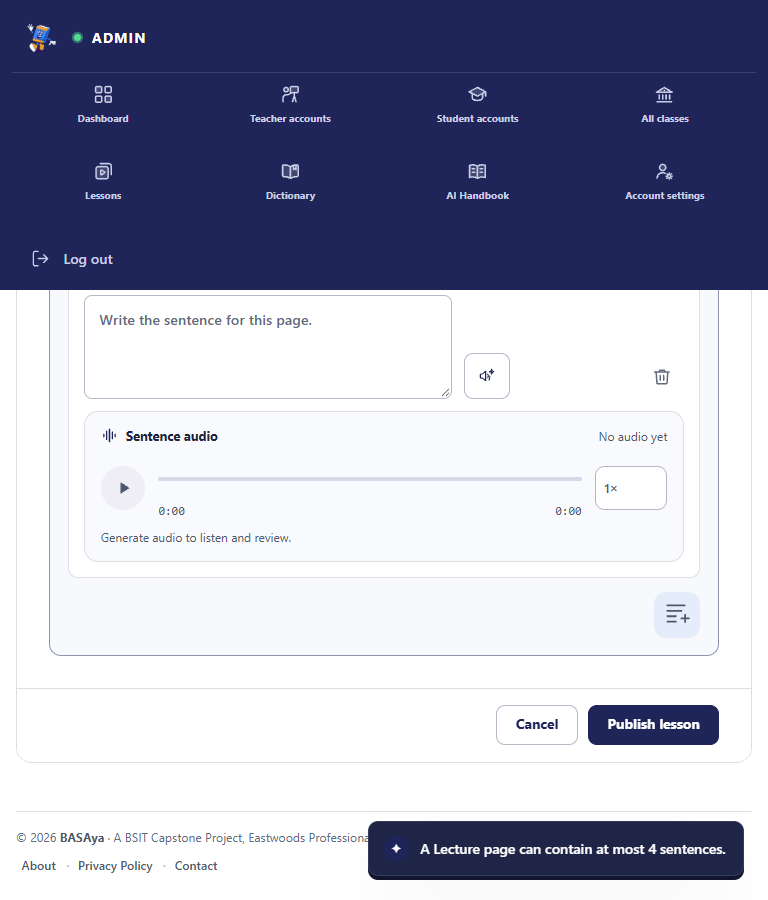 ADMIN
Dashboard
Teacher accounts
Student accounts
All classes
Lessons
Dictionary
AI Handbook
Account settings
Log out
Write the sentence for this page.
Sentence audio
No audio yet
1×
0:00
0:00
Generate audio to listen and review.
Cancel
Publish lesson
© 2026 BASAya · A BSIT Capstone Project, Eastwoods Professiona
A Lecture page can contain at most 4 sentences.
About · Privacy Policy · Contact